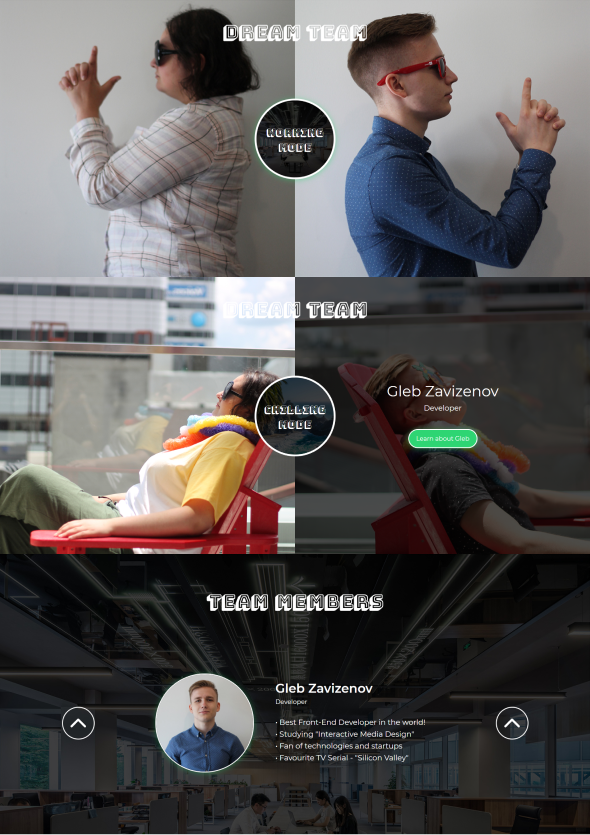 DREAM TEAM
WORKING
MODE
DREAM TEAM
CHILLING
MODE
Gleb Zavizenov
Developer
Learn about Gleb
TEAM MEMBERS
Gleb Zavizenov
Developer
• Best Front-End Developer in the world!
• Studying "Interactive Media Design"
• Fan of technologies and startups
• Favourite TV Serial - "Silicon Valley"